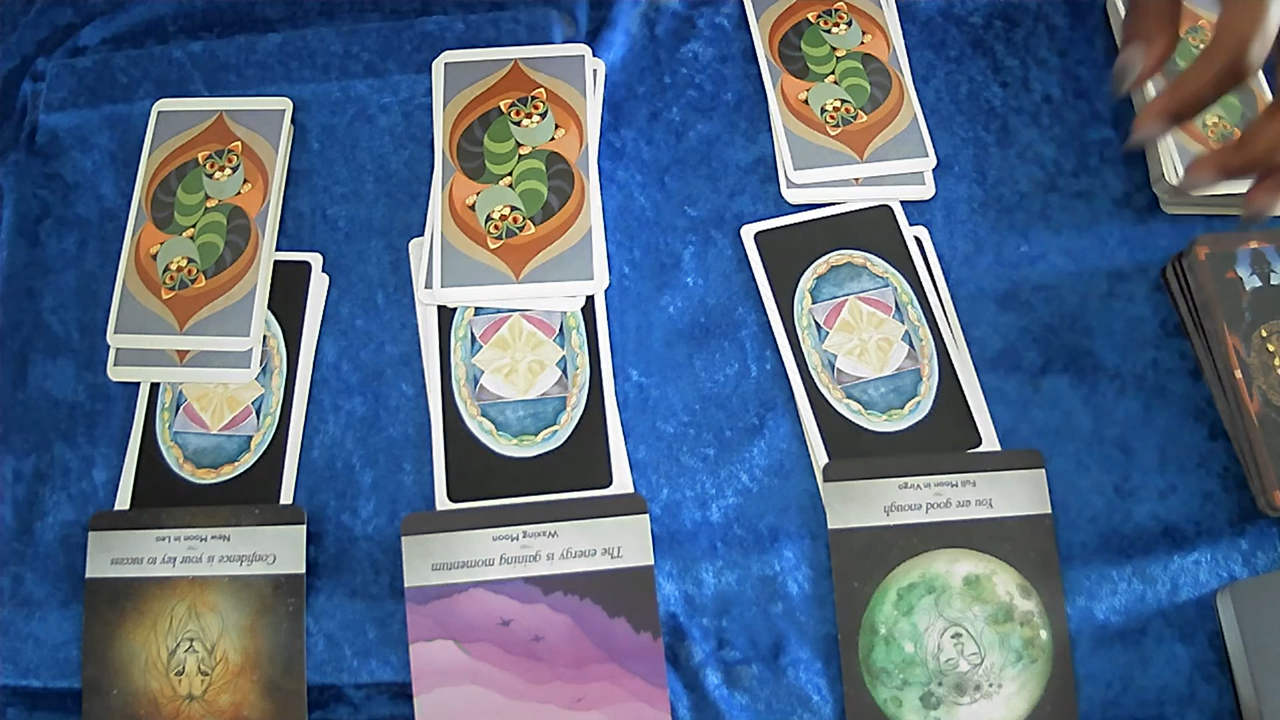 Confidence is your key to success
New Moon in Leo
The energy is gaining momentum
Waxing Moon
You are good enough
Full Moon in Virgo